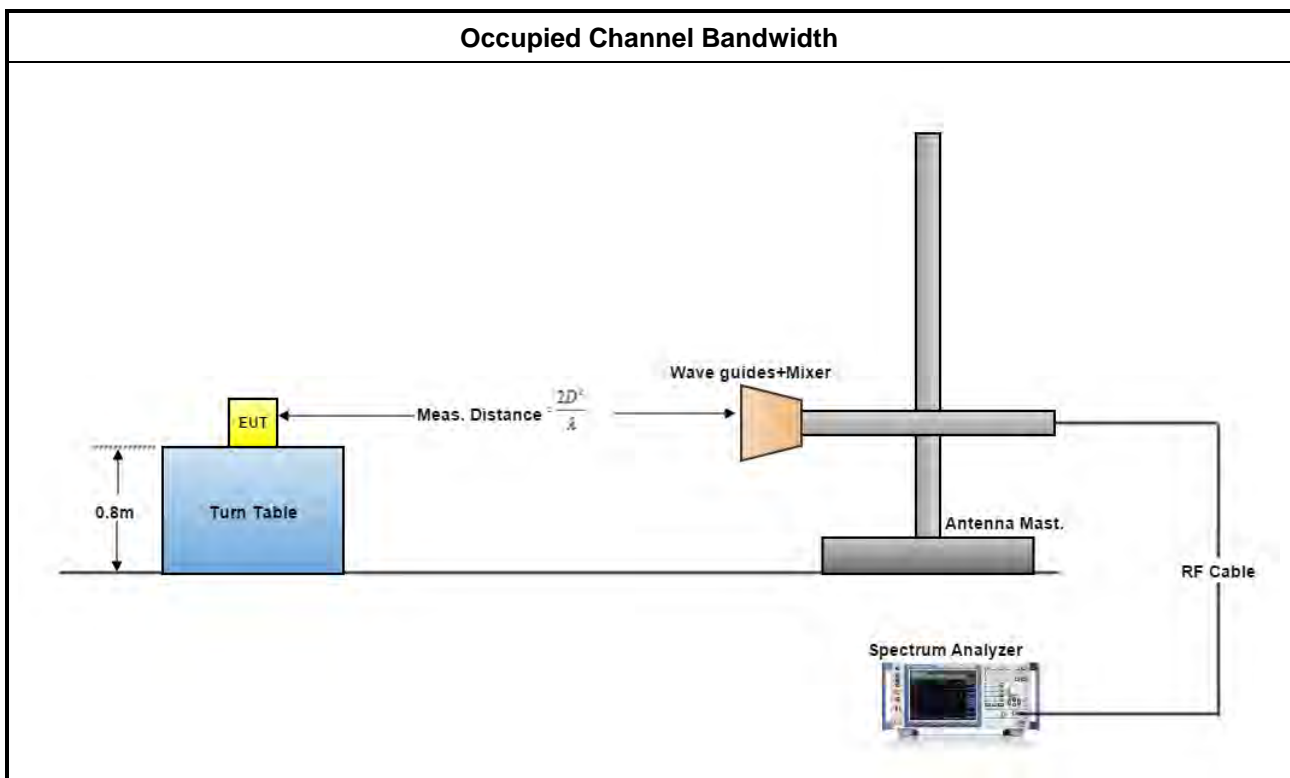 Occupied Channel Bandwidth
Wave guides+Mixer
EUT
Meas. Distance = 2D²/λ
0.8m
Turn Table
Antenna Mast.
RF Cable
Spectrum Analyzer